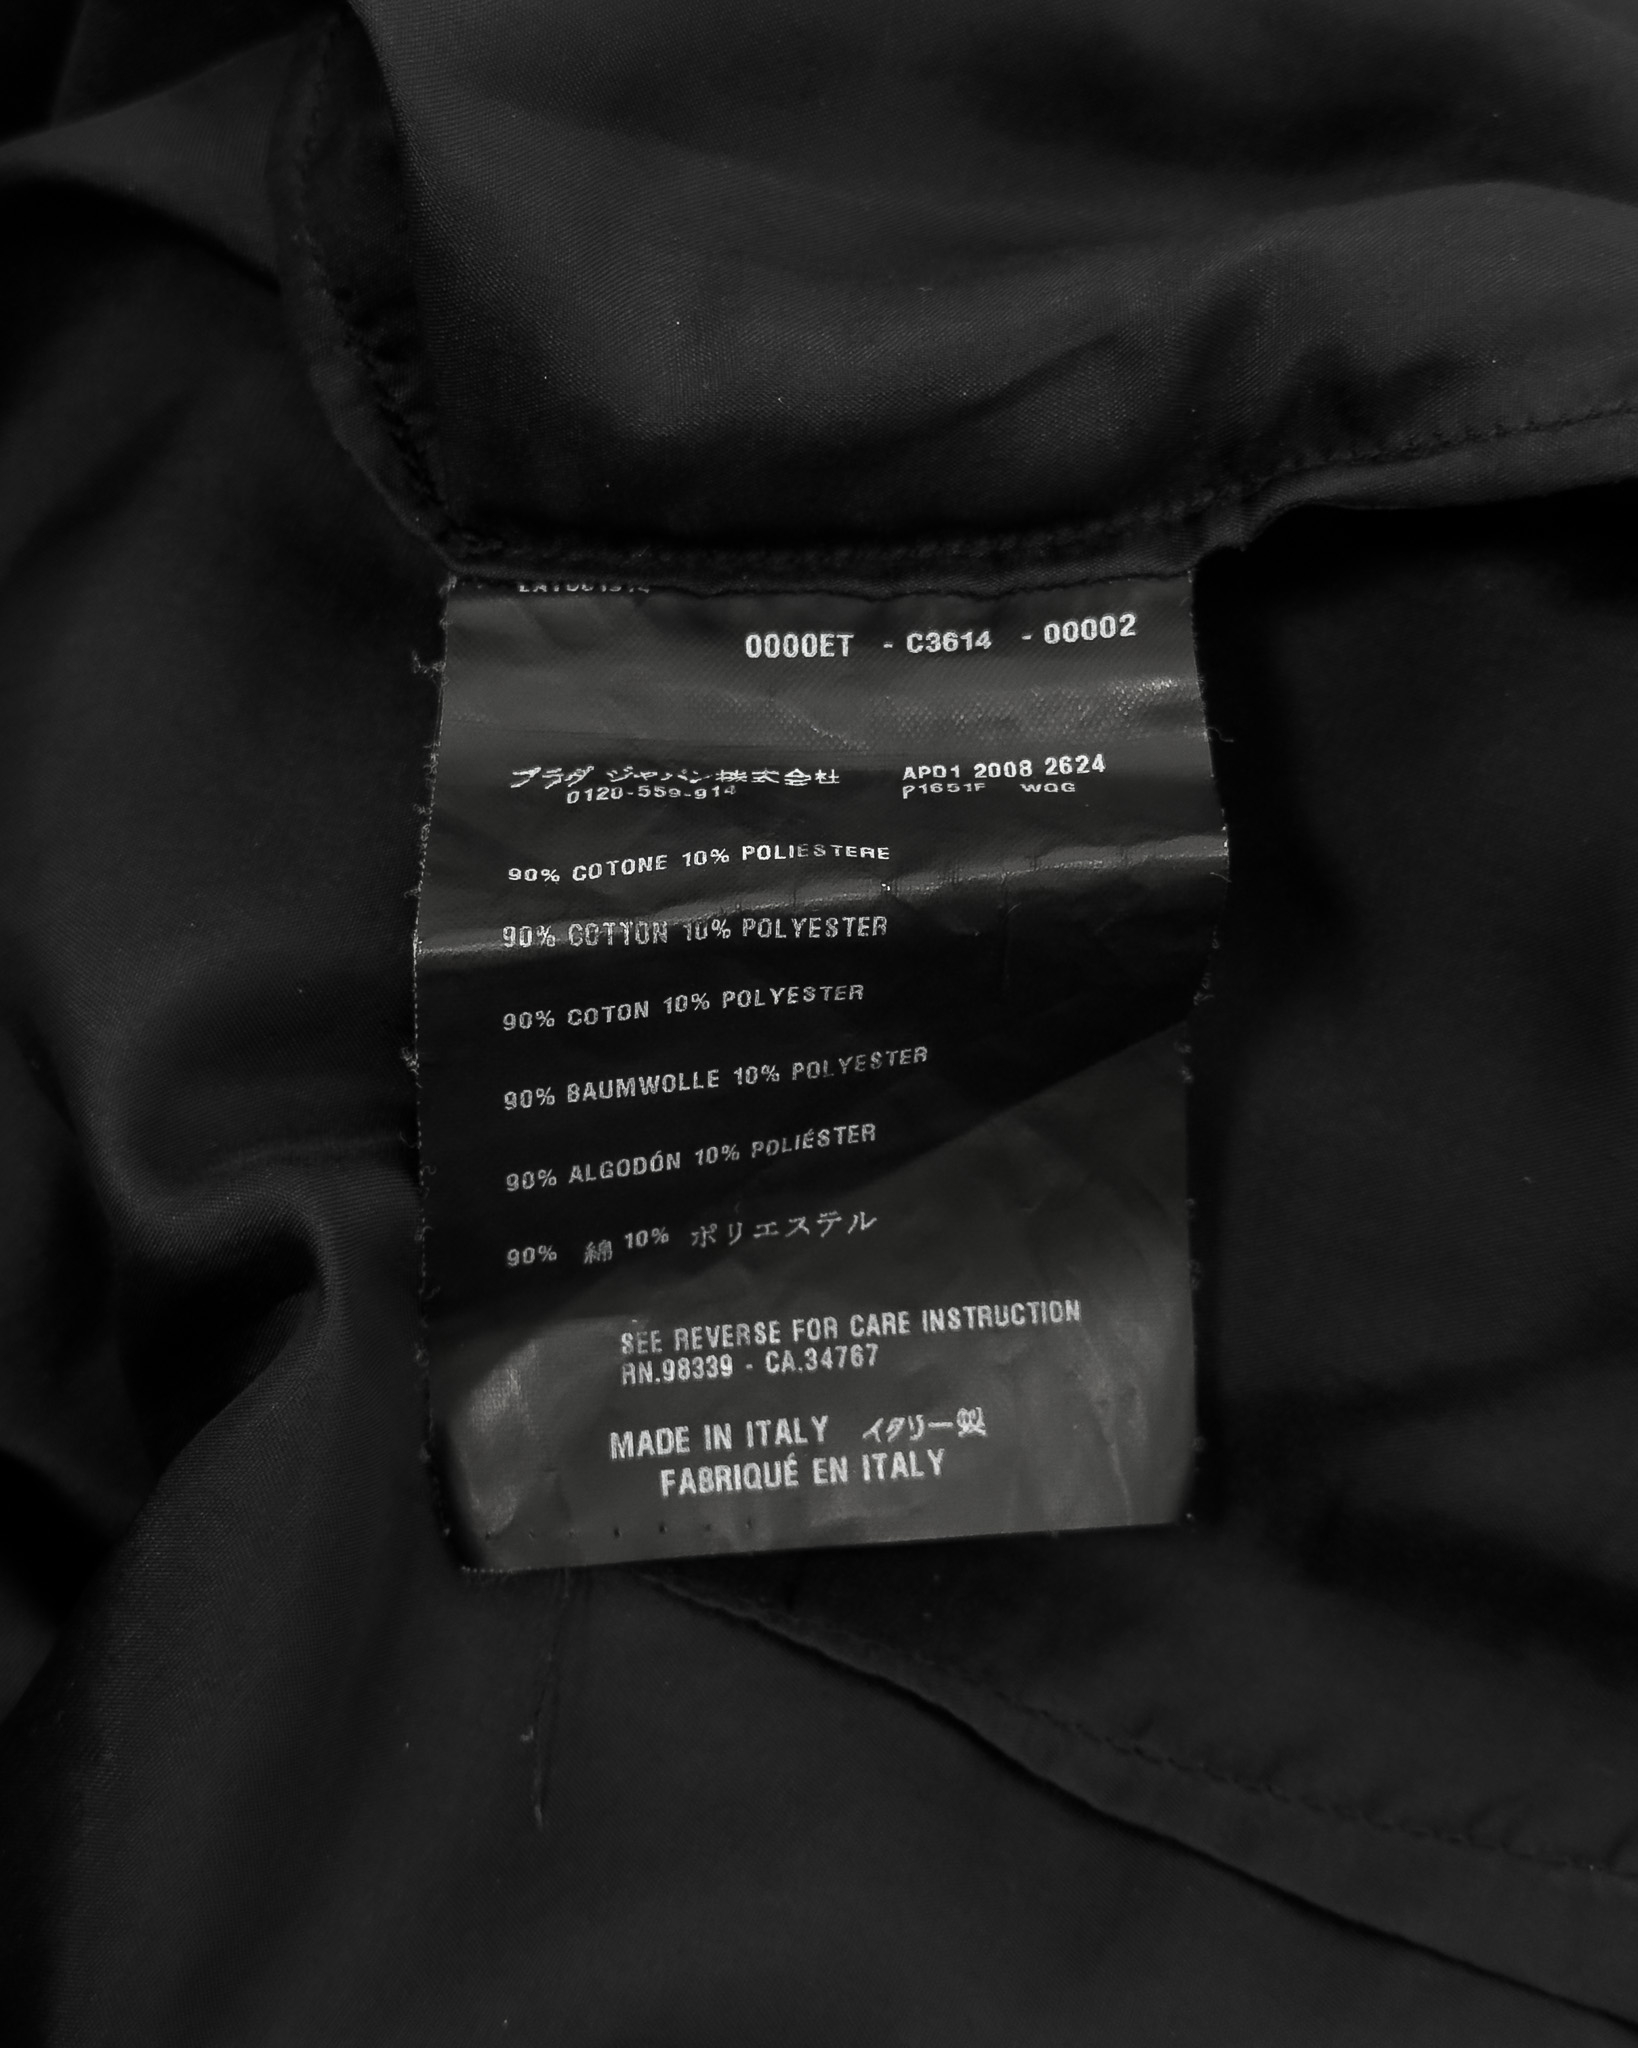 0000ET - C3614 - 00002
プラダ ジャパン株式会社 APD1 2008 2624
0120-559-914 P1651F WQG
90% COTONE 10% POLIESTERE
90% COTTON 10% POLYESTER
90% COTON 10% POLYESTER
90% BAUMWOLLE 10% POLYESTER
90% ALGODÓN 10% POLIÉSTER
90% 綿 10% ポリエステル
SEE REVERSE FOR CARE INSTRUCTION
RN.98339 - CA.34767
MADE IN ITALY イタリー製
FABRIQUÉ EN ITALY